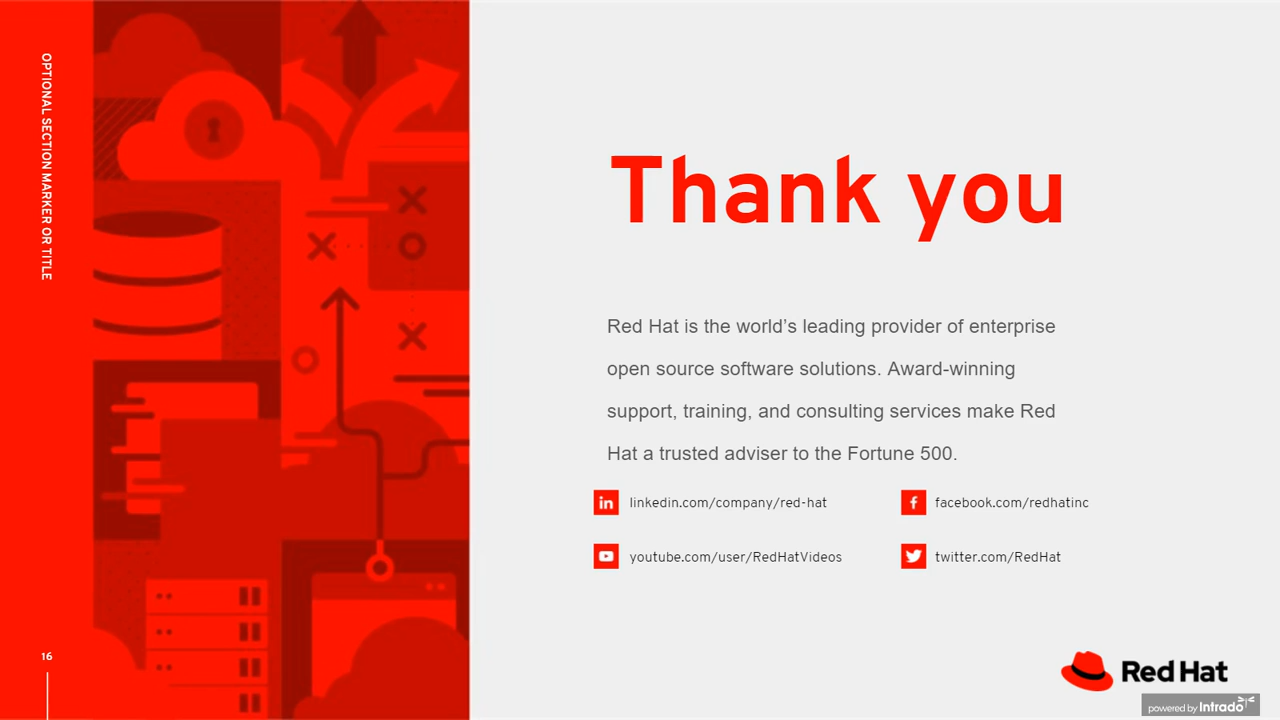 OPTIONAL SECTION MARKER OR TITLE
Thank you
Red Hat is the world’s leading provider of enterprise
open source software solutions. Award-winning
support, training, and consulting services make Red
Hat a trusted adviser to the Fortune 500.
linkedin.com/company/red-hat
facebook.com/redhatinc
youtube.com/user/RedHatVideos
twitter.com/RedHat
16
Red Hat
powered by Intrado